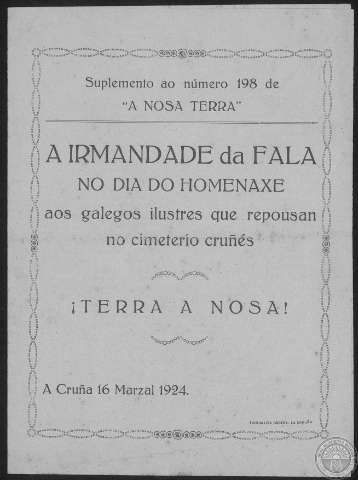 Suplemento ao número 198 de
"A NOSA TERRA"
A IRMANDADE da FALA
NO DIA DO HOMENAXE
aos galegos ilustres que repousan
no cimeterio cruñés
¡TERRA A NOSA!
A Cruña 16 Marzal 1924.